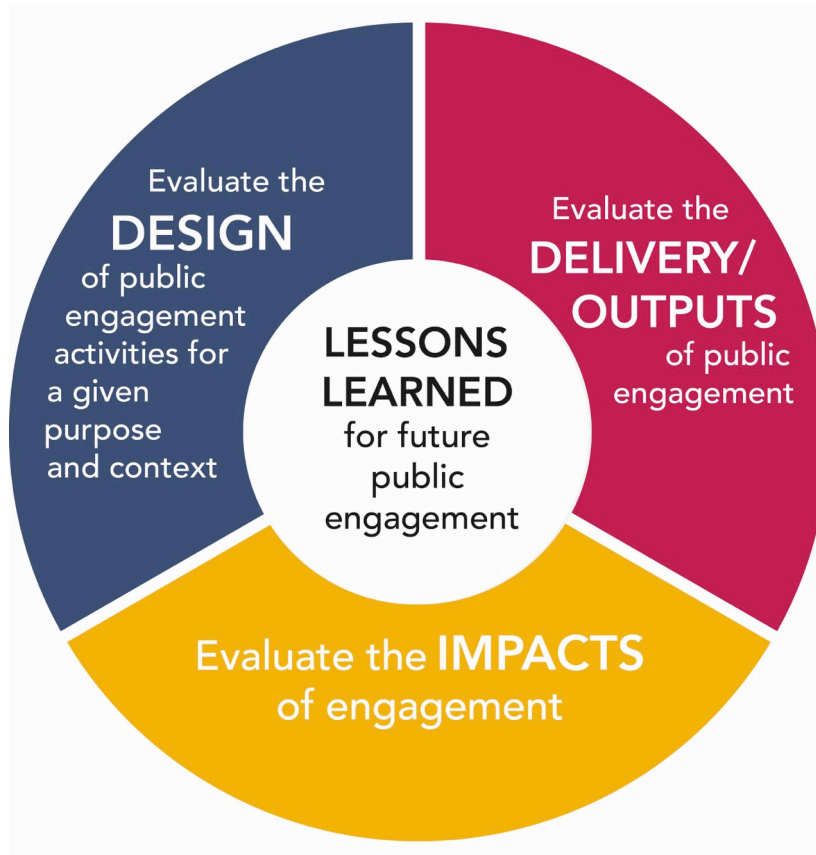 Evaluate the
DESIGN
of public
engagement
activities for
a given
purpose
and context
Evaluate the
DELIVERY/
OUTPUTS
of public
engagement
LESSONS
LEARNED
for future
public
engagement
Evaluate the IMPACTS
of engagement